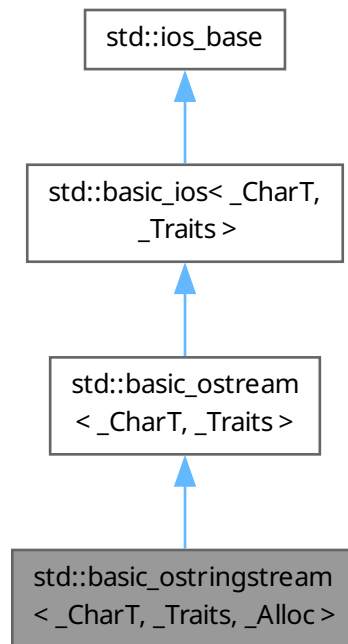 std::ios_base
std::basic_ios< _CharT,
_Traits >
std::basic_ostream
< _CharT, _Traits >
std::basic_ostringstream
< _CharT, _Traits, _Alloc >